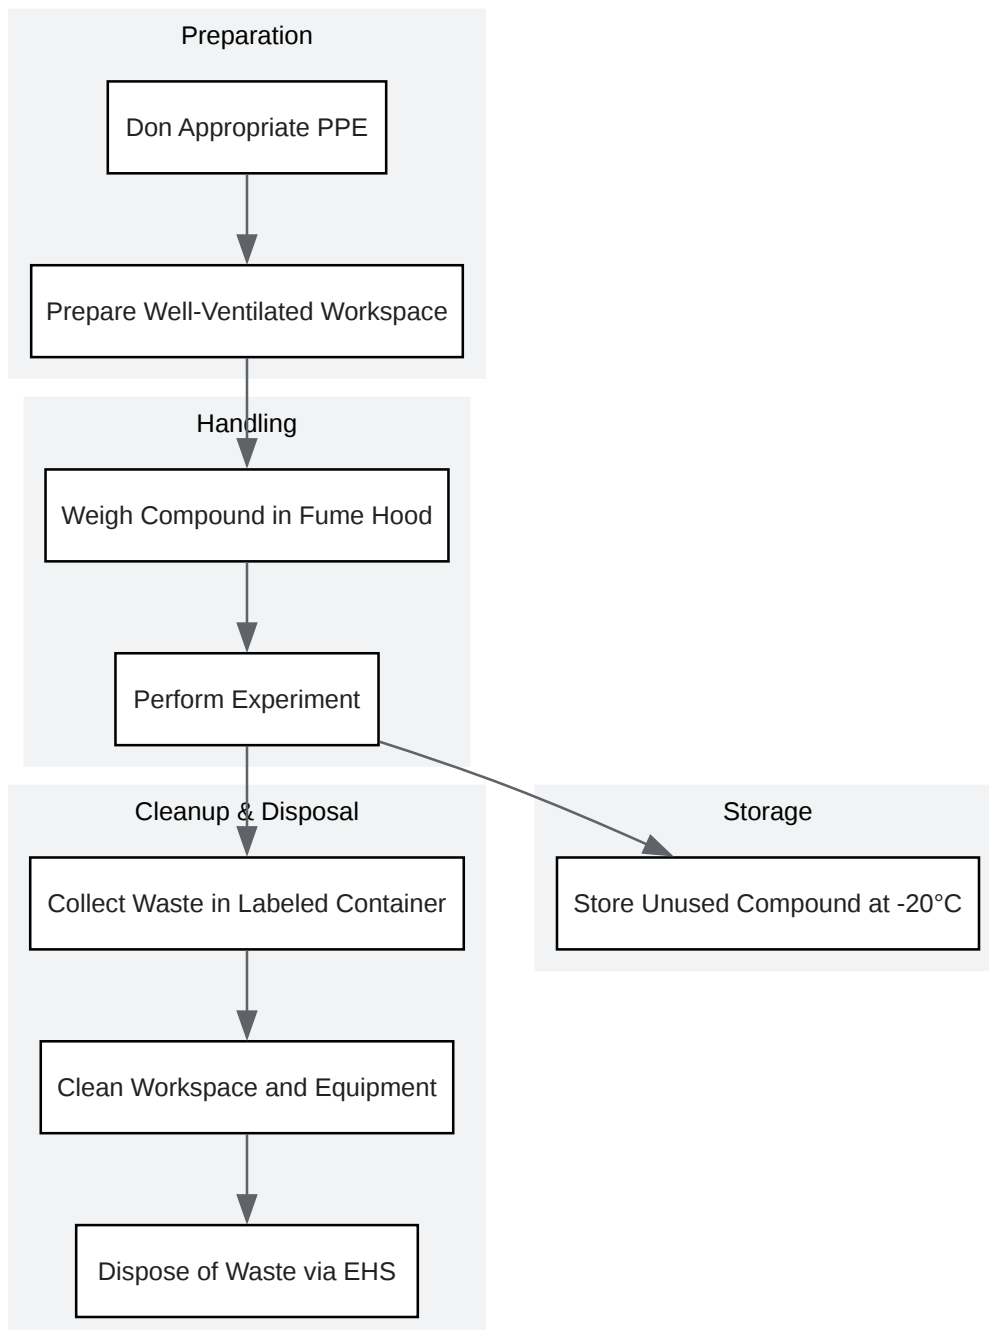 Preparation
Don Appropriate PPE
Prepare Well-Ventilated Workspace
Handling
Weigh Compound in Fume Hood
Perform Experiment
Cleanup & Disposal
Storage
Collect Waste in Labeled Container
Store Unused Compound at -20°C
Clean Workspace and Equipment
Dispose of Waste via EHS